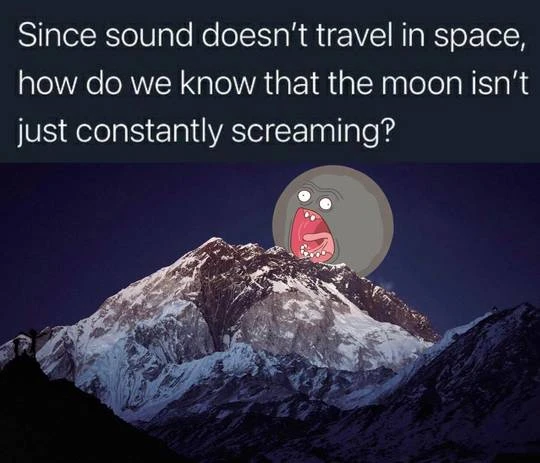 Since sound doesn’t travel in space,
how do we know that the moon isn’t
just constantly screaming?